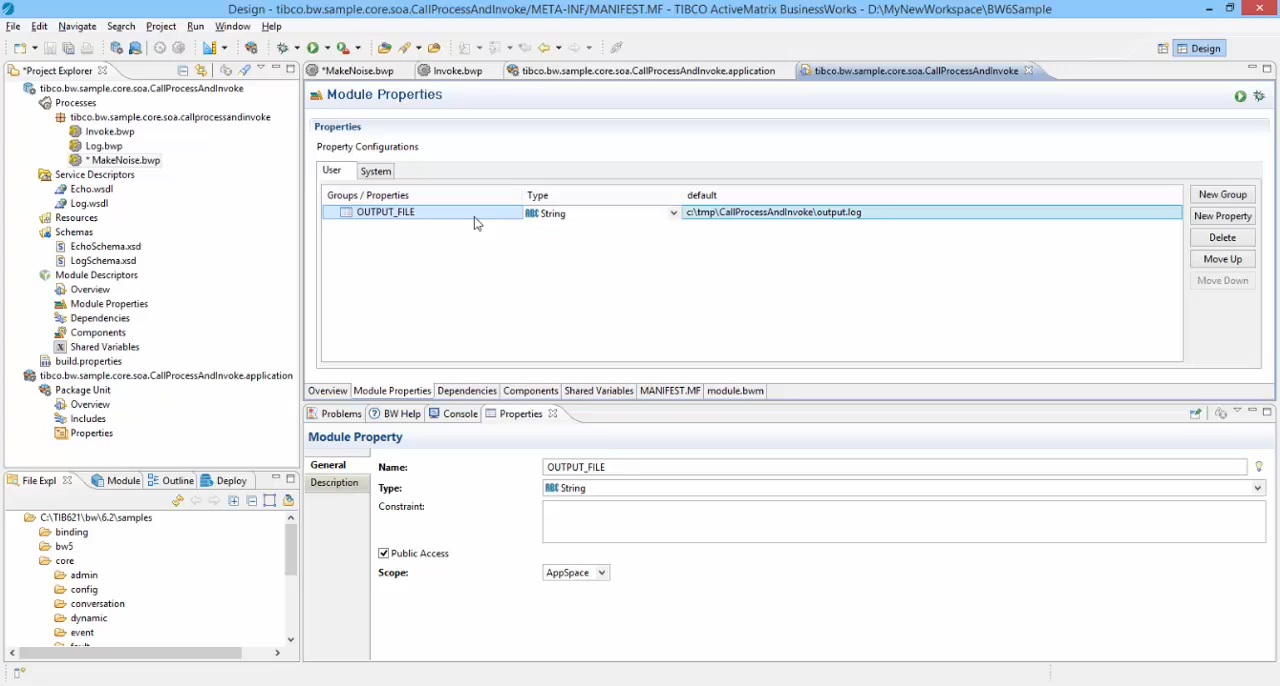 Design - tibco.bw.sample.core.soa.CallProcessAndInvoke/META-INF/MANIFEST.MF - TIBCO ActiveMatrix BusinessWorks - D:\MyNewWorkspace\BW6Sample
File Edit Navigate Search Project Run Window Help
Design
*Project Explorer
tibco.bw.sample.core.soa.CallProcessAndInvoke
Processes
tibco.bw.sample.core.soa.callprocessandinvoke
Invoke.bwp
Log.bwp
* MakeNoise.bwp
Service Descriptors
Echo.wsdl
Log.wsdl
Resources
Schemas
EchoSchema.xsd
LogSchema.xsd
Module Descriptors
Overview
Module Properties
Dependencies
Components
X Shared Variables
build.properties
tibco.bw.sample.core.soa.CallProcessAndInvoke.application
Package Unit
Overview
Includes
Properties
File Expl Module Outline Deploy
C:\TIB621\bw\6.2\samples
binding
bw5
core
admin
config
conversation
dynamic
event
*MakeNoise.bwp Invoke.bwp tibco.bw.sample.core.soa.CallProcessAndInvoke.application tibco.bw.sample.core.soa.CallProcessAndInvoke
Module Properties
Properties
Property Configurations
User System
Groups / Properties Type default
OUTPUT_FILE ABC String c:\tmp\CallProcessAndInvoke\output.log
New Group
New Property
Delete
Move Up
Move Down
Overview Module Properties Dependencies Components Shared Variables MANIFEST.MF module.bwm
Problems BW Help Console Properties
Module Property
General
Description
Name: OUTPUT_FILE
Type: ABC String
Constraint:
Public Access
Scope: AppSpace